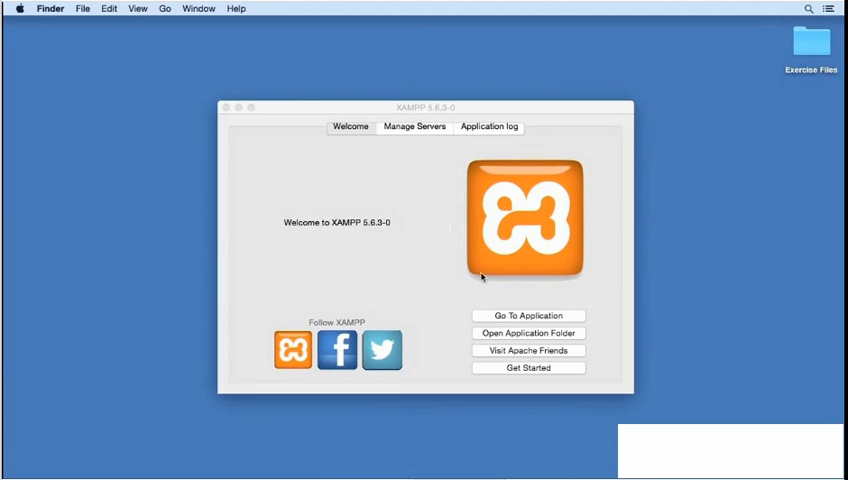 Finder File Edit View Go Window Help
Exercise Files
XAMPP 5.6.3-0
Welcome Manage Servers Application log
Welcome to XAMPP 5.6.3-0
Follow XAMPP
Go To Application
Open Application Folder
Visit Apache Friends
Get Started